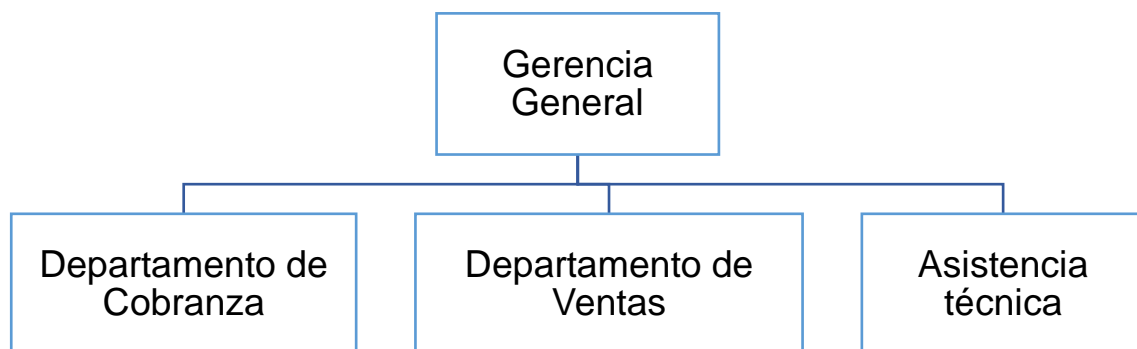 Gerencia
General
Departamento de
Cobranza
Departamento de
Ventas
Asistencia
técnica